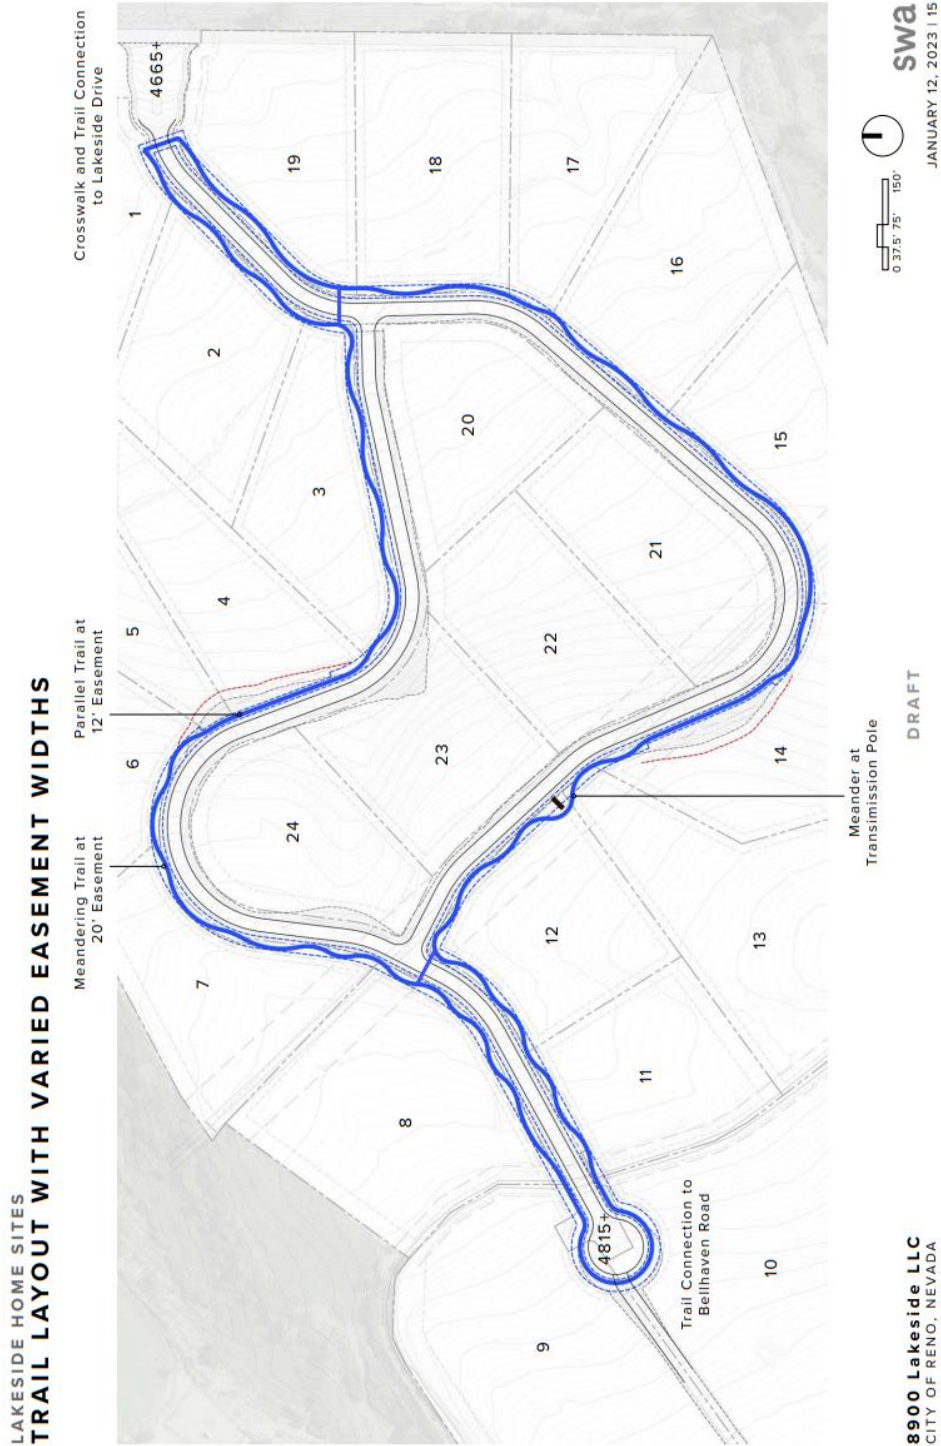 LAKESIDE HOME SITES
TRAIL LAYOUT WITH VARIED EASEMENT WIDTHS
Meandering Trail at
20' Easement
Parallel Trail at
12' Easement
Crosswalk and Trail Connection
to Lakeside Drive
4665+
1
2
3
4
5
6
7
8
9
10
11
12
13
14
15
16
17
18
19
20
21
22
23
24
4815+
Trail Connection to
Bellhaven Road
Meander at
Transimission Pole
8900 Lakeside LLC
CITY OF RENO, NEVADA
DRAFT
0 37.5' 75' 150'
swa
JANUARY 12, 2023 | 15